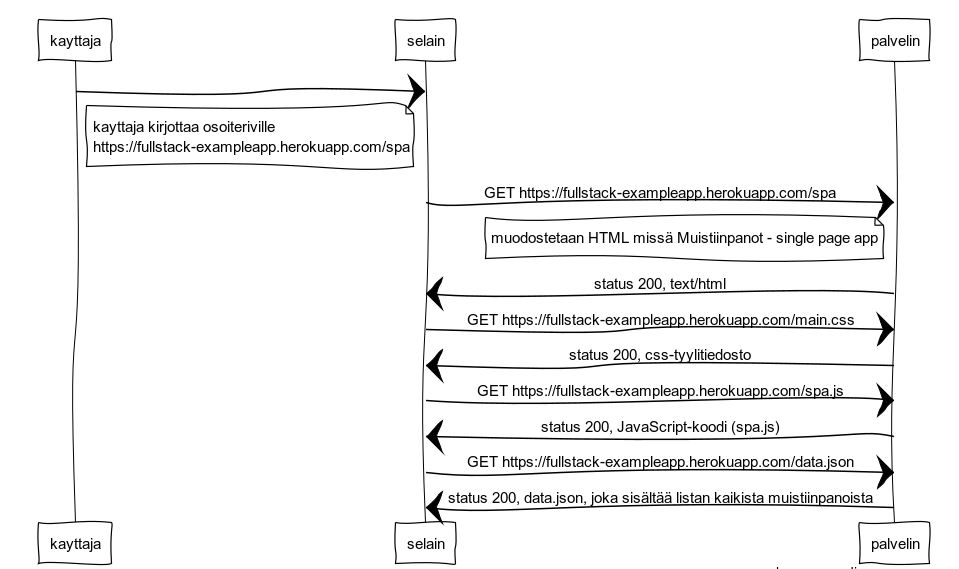 kayttaja
selain
palvelin
kayttaja kirjottaa osoiteriville
https://fullstack-exampleapp.herokuapp.com/spa
GET https://fullstack-exampleapp.herokuapp.com/spa
muodostetaan HTML missä Muistiinpanot - single page app
status 200, text/html
GET https://fullstack-exampleapp.herokuapp.com/main.css
status 200, css-tyylitiedosto
GET https://fullstack-exampleapp.herokuapp.com/spa.js
status 200, JavaScript-koodi (spa.js)
GET https://fullstack-exampleapp.herokuapp.com/data.json
status 200, data.json, joka sisältää listan kaikista muistiinpanoista
kayttaja
selain
palvelin